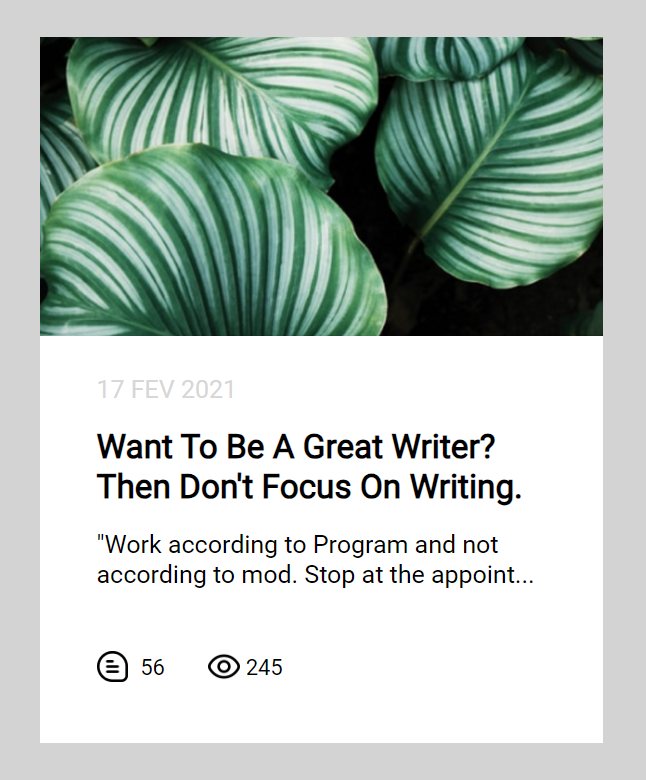 17 FEV 2021
Want To Be A Great Writer?
Then Don't Focus On Writing.
"Work according to Program and not
according to mod. Stop at the appoint...
56 245